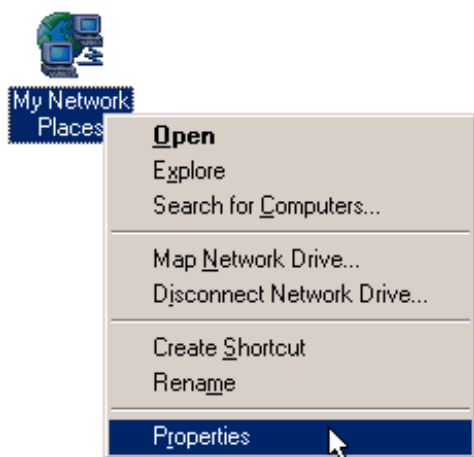 My Network
Places
Open
Explore
Search for Computers...
Map Network Drive...
Disconnect Network Drive...
Create Shortcut
Rename
Properties